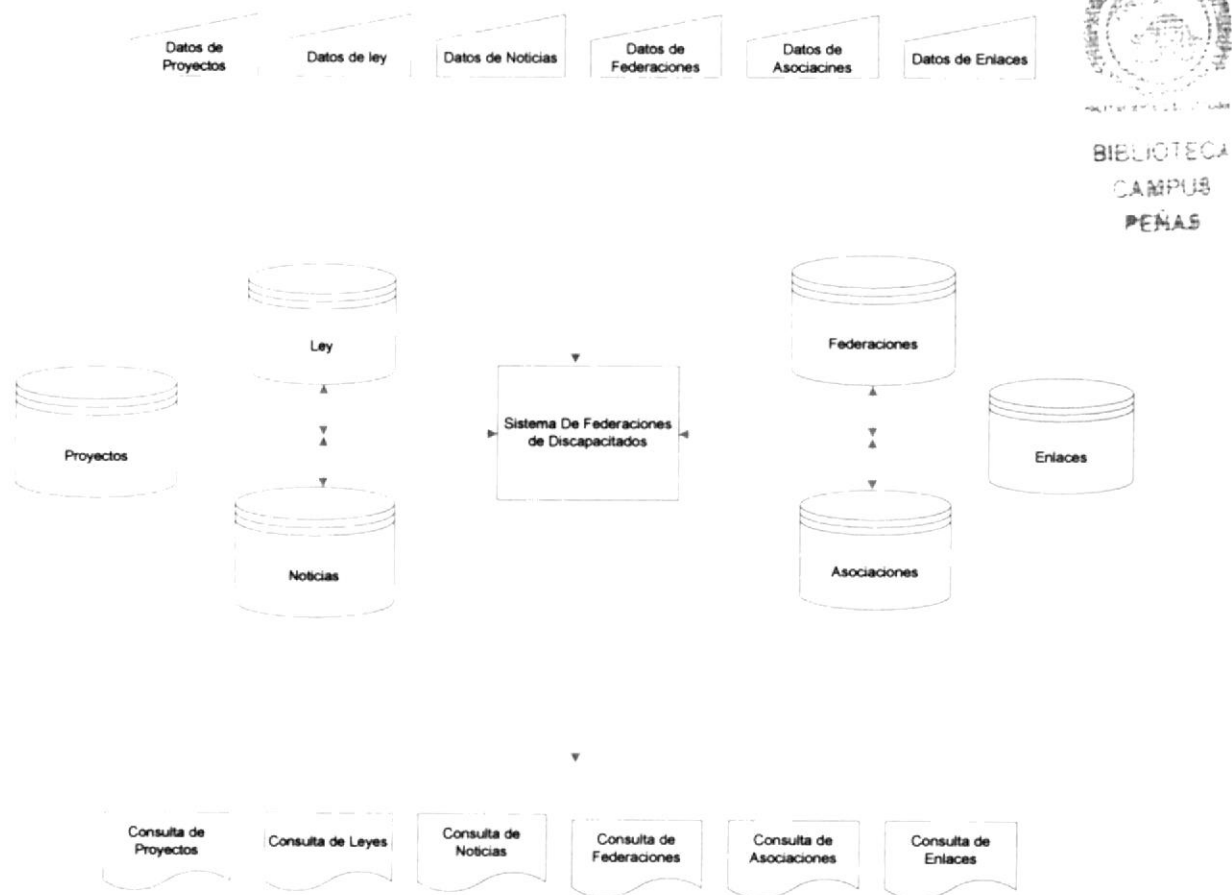 Datos de
Proyectos
Datos de ley
Datos de Noticias
Datos de
Federaciones
Datos de
Asociacines
Datos de Enlaces
BIBLIOTECA
CAMPUS
PEÑAS
Ley
Federaciones
Proyectos
Sistema De Federaciones
de Discapacitados
Enlaces
Noticias
Asociaciones
Consulta de
Proyectos
Consulta de Leyes
Consulta de
Noticias
Consulta de
Federaciones
Consulta de
Asociaciones
Consulta de
Enlaces